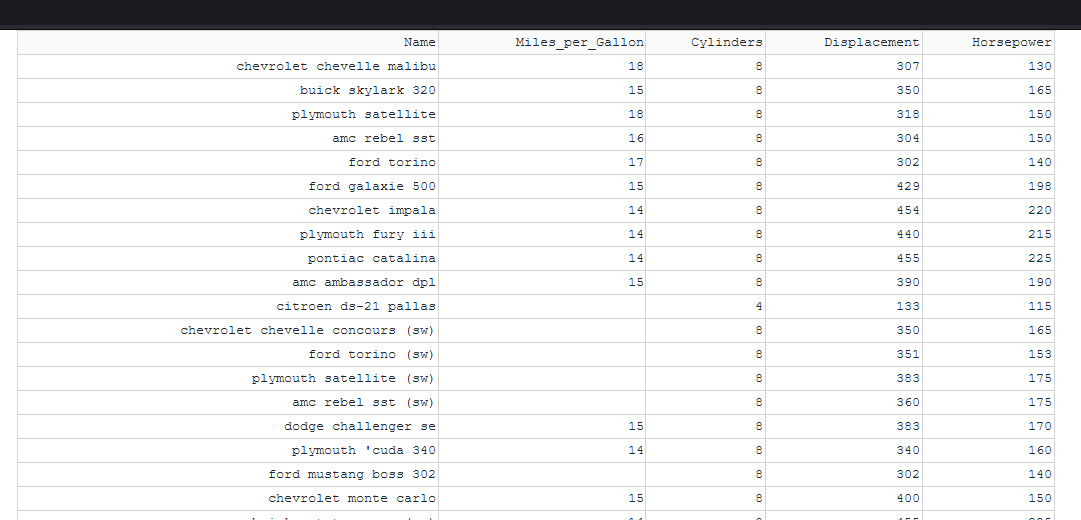 Name Miles_per_Gallon Cylinders Displacement Horsepower
chevrolet chevelle malibu 18 8 307 130
buick skylark 320 15 8 350 165
plymouth satellite 18 8 318 150
amc rebel sst 16 8 304 150
ford torino 17 8 302 140
ford galaxie 500 15 8 429 198
chevrolet impala 14 8 454 220
plymouth fury iii 14 8 440 215
pontiac catalina 14 8 455 225
amc ambassador dpl 15 8 390 190
citroen ds-21 pallas 4 133 115
chevrolet chevelle concours (sw) 8 350 165
ford torino (sw) 8 351 153
plymouth satellite (sw) 8 383 175
amc rebel sst (sw) 8 360 175
dodge challenger se 15 8 383 170
plymouth 'cuda 340 14 8 340 160
ford mustang boss 302 8 302 140
chevrolet monte carlo 15 8 400 150